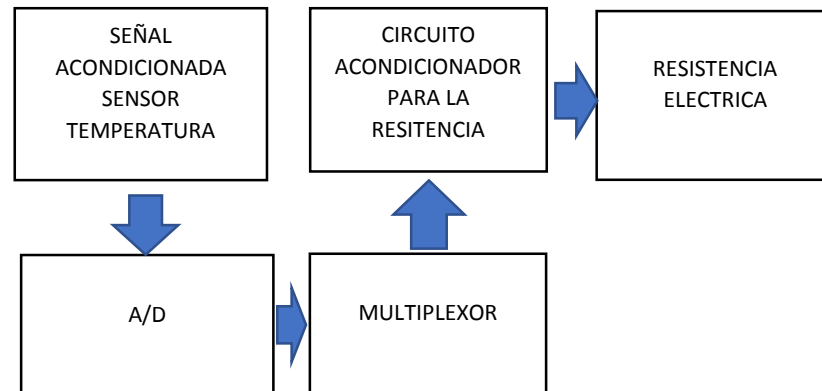 SEÑAL
ACONDICIONADA
SENSOR
TEMPERATURA
CIRCUITO
ACONDICIONADOR
PARA LA
RESITENCIA
RESISTENCIA
ELECTRICA
A/D
MULTIPLEXOR